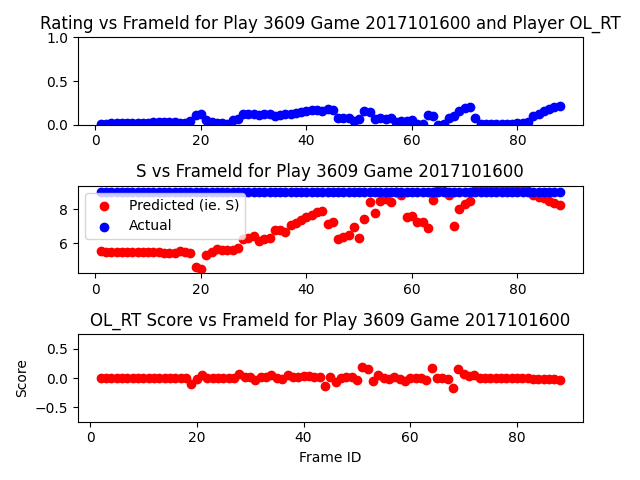 Rating vs FrameId for Play 3609 Game 2017101600 and Player OL_RT
1.0
0.5
0.0
0 20 40 60 80
S vs FrameId for Play 3609 Game 2017101600
Predicted (ie. S)
Actual
8
6
0 20 40 60 80
OL_RT Score vs FrameId for Play 3609 Game 2017101600
Score
0.5
0.0
−0.5
0 20 40 60 80
Frame ID